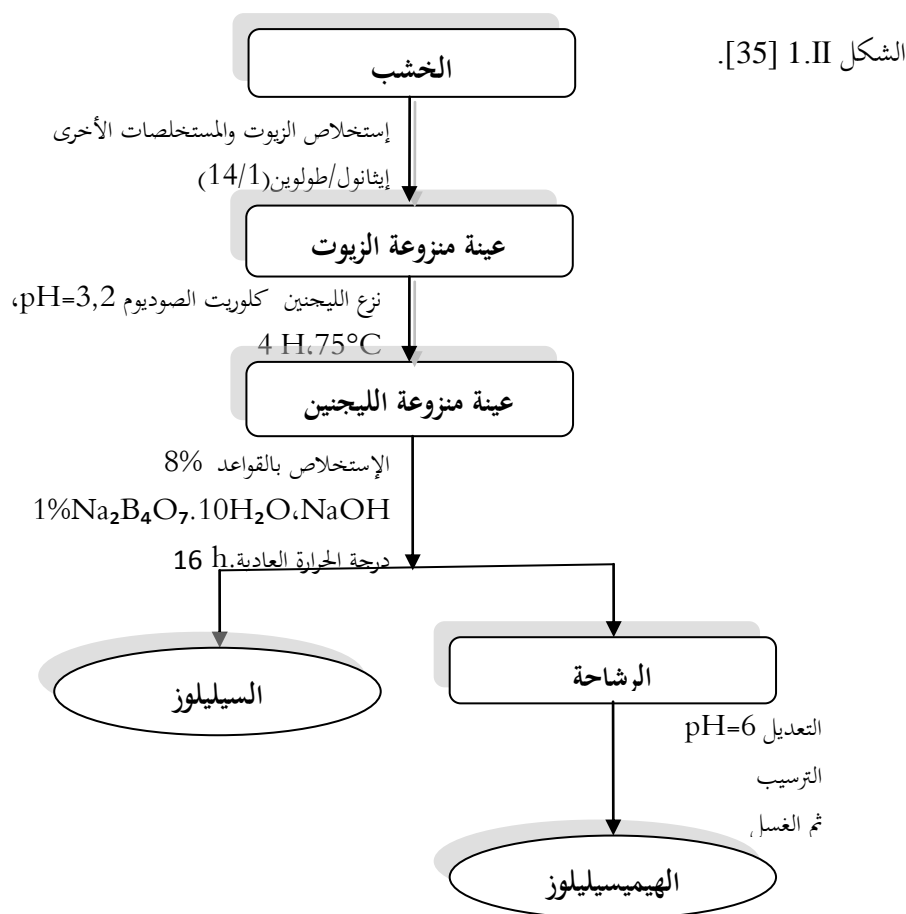 الشكل 1.II [35].
الخشب
إستخلاص الزيوت والمستخلصات الأخرى
إيثانول/طولوين(14/1)
عينة منزوعة الزيوت
نزع الليجنين كلوريت الصوديوم pH=3,2،
4 H،75°C
عينة منزوعة الليجنين
الإستخلاص بالقواعد 8%
1%Na₂B₄O₇.10H₂O،NaOH
درجة الحرارة العادية.16 h
السيليلوز
الرشاحة
التعديل pH=6
الترسيب
ثم الغسل
الهيميسيليلوز